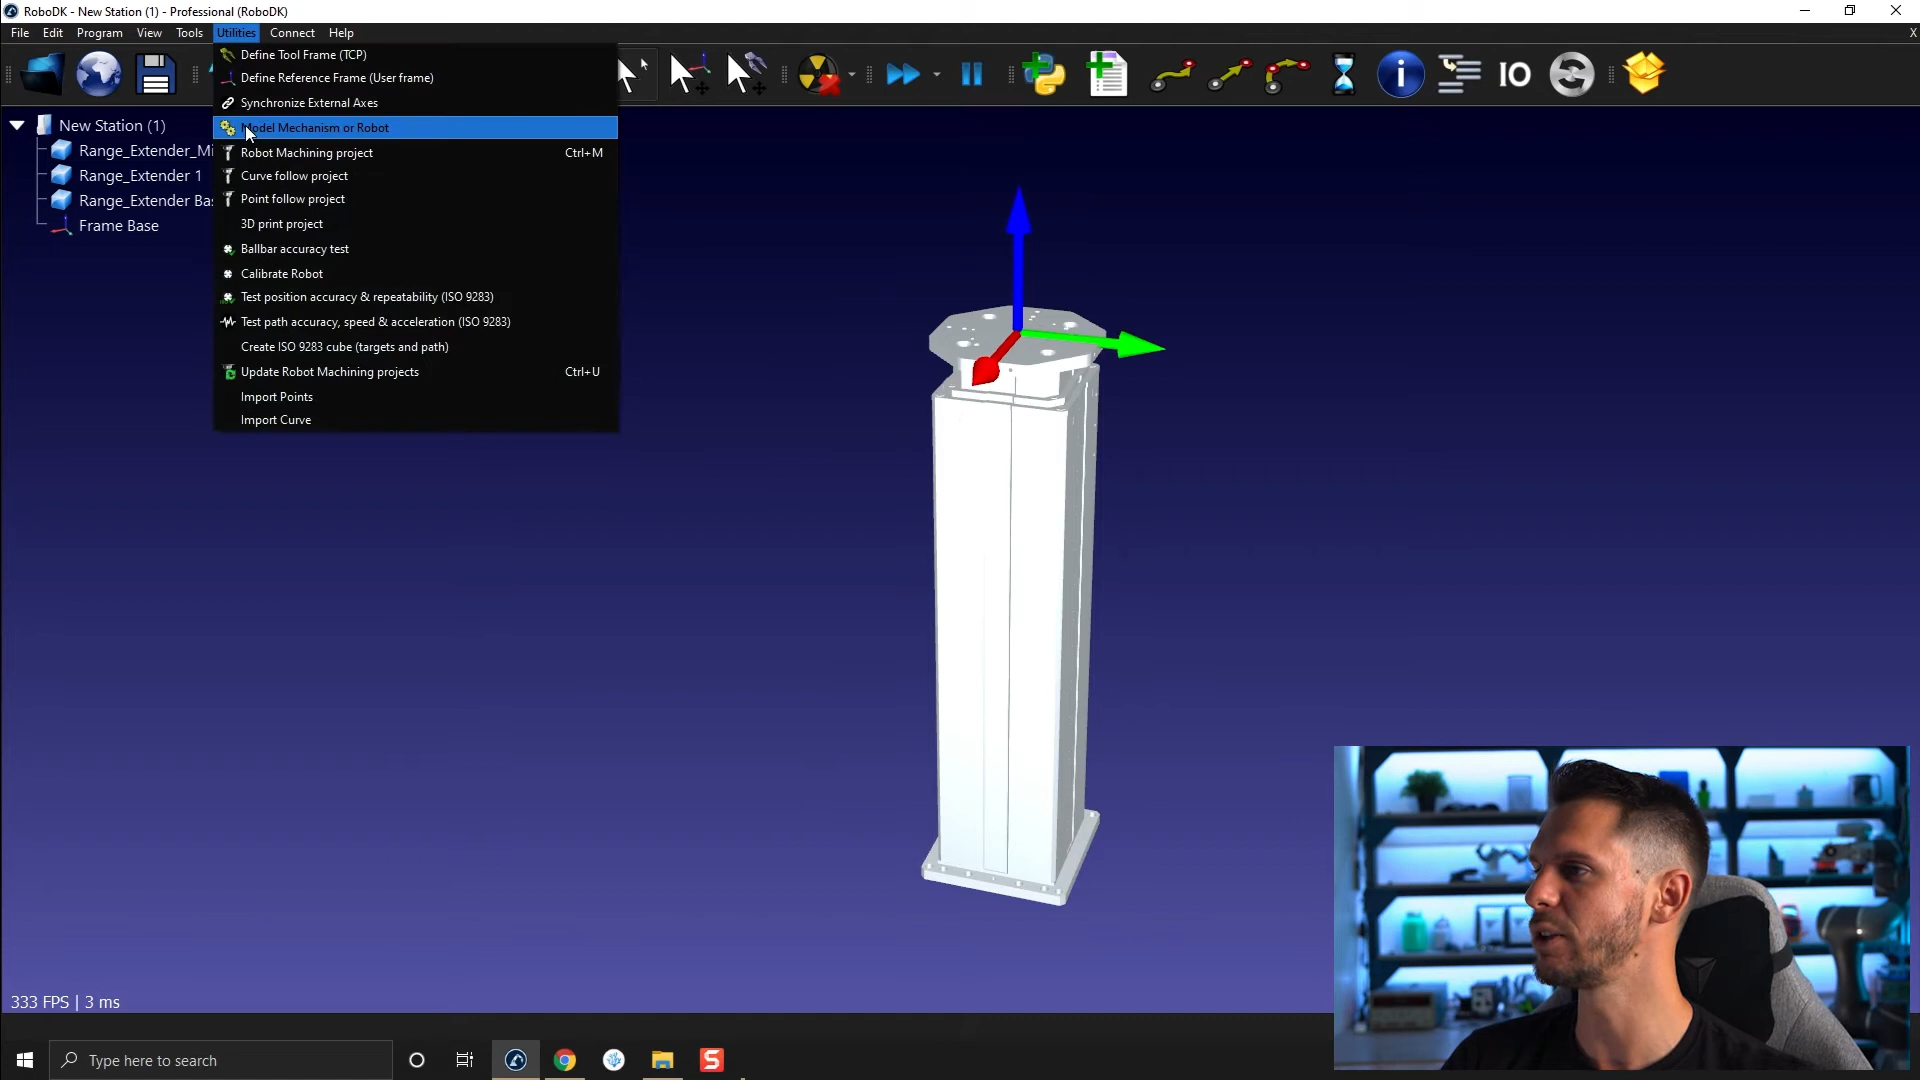 RoboDK - New Station (1) - Professional (RoboDK)
File Edit Program View Tools Utilities Connect Help X
Define Tool Frame (TCP)
Define Reference Frame (User frame)
Synchronize External Axes
Model Mechanism or Robot
Robot Machining project Ctrl+M
Curve follow project
Point follow project
3D print project
Ballbar accuracy test
Calibrate Robot
Test position accuracy & repeatability (ISO 9283)
Test path accuracy, speed & acceleration (ISO 9283)
Create ISO 9283 cube (targets and path)
Update Robot Machining projects Ctrl+U
Import Points
Import Curve
IO
New Station (1)
Range_Extender_Mi
Range_Extender 1
Range_Extender Bas
Frame Base
333 FPS | 3 ms
Type here to search
S